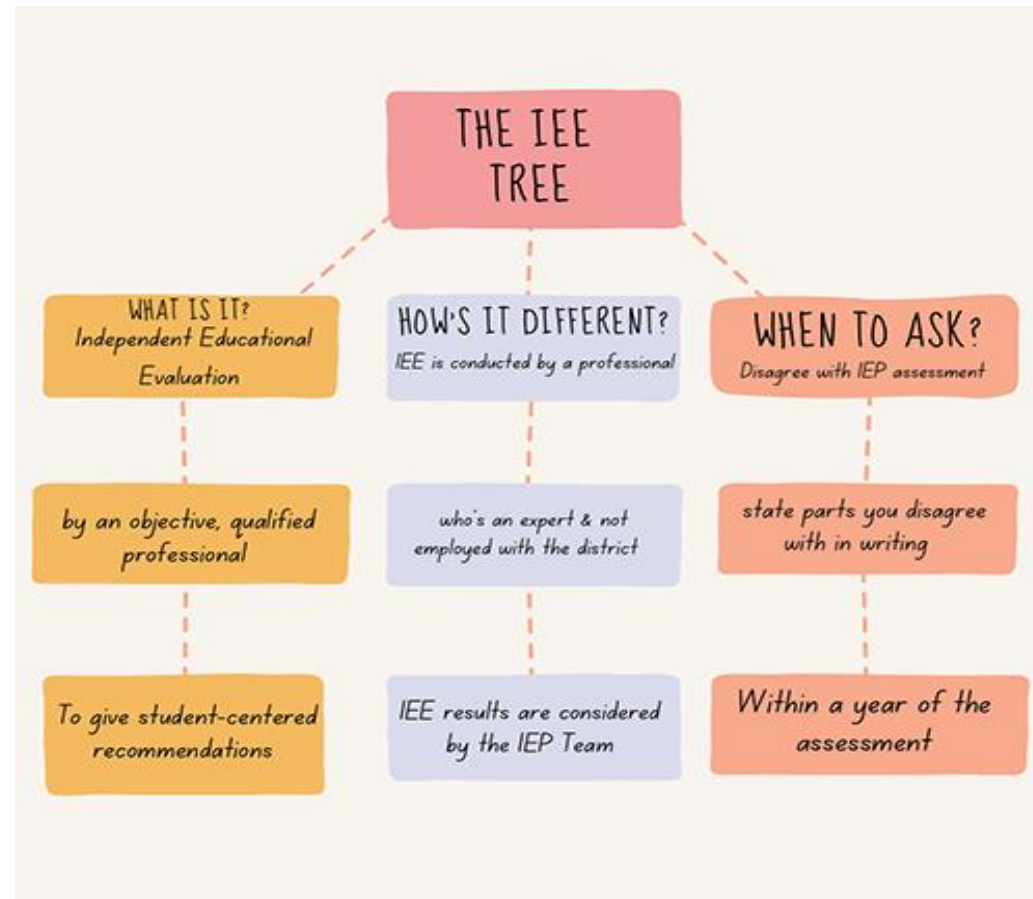 THE IEE
TREE
WHAT IS IT?
Independent Educational
Evaluation
by an objective, qualified
professional
To give student-centered
recommendations
HOW'S IT DIFFERENT?
IEE is conducted by a professional
who's an expert & not
employed with the district
IEE results are considered
by the IEP Team
WHEN TO ASK?
Disagree with IEP assessment
state parts you disagree
with in writing
Within a year of the
assessment